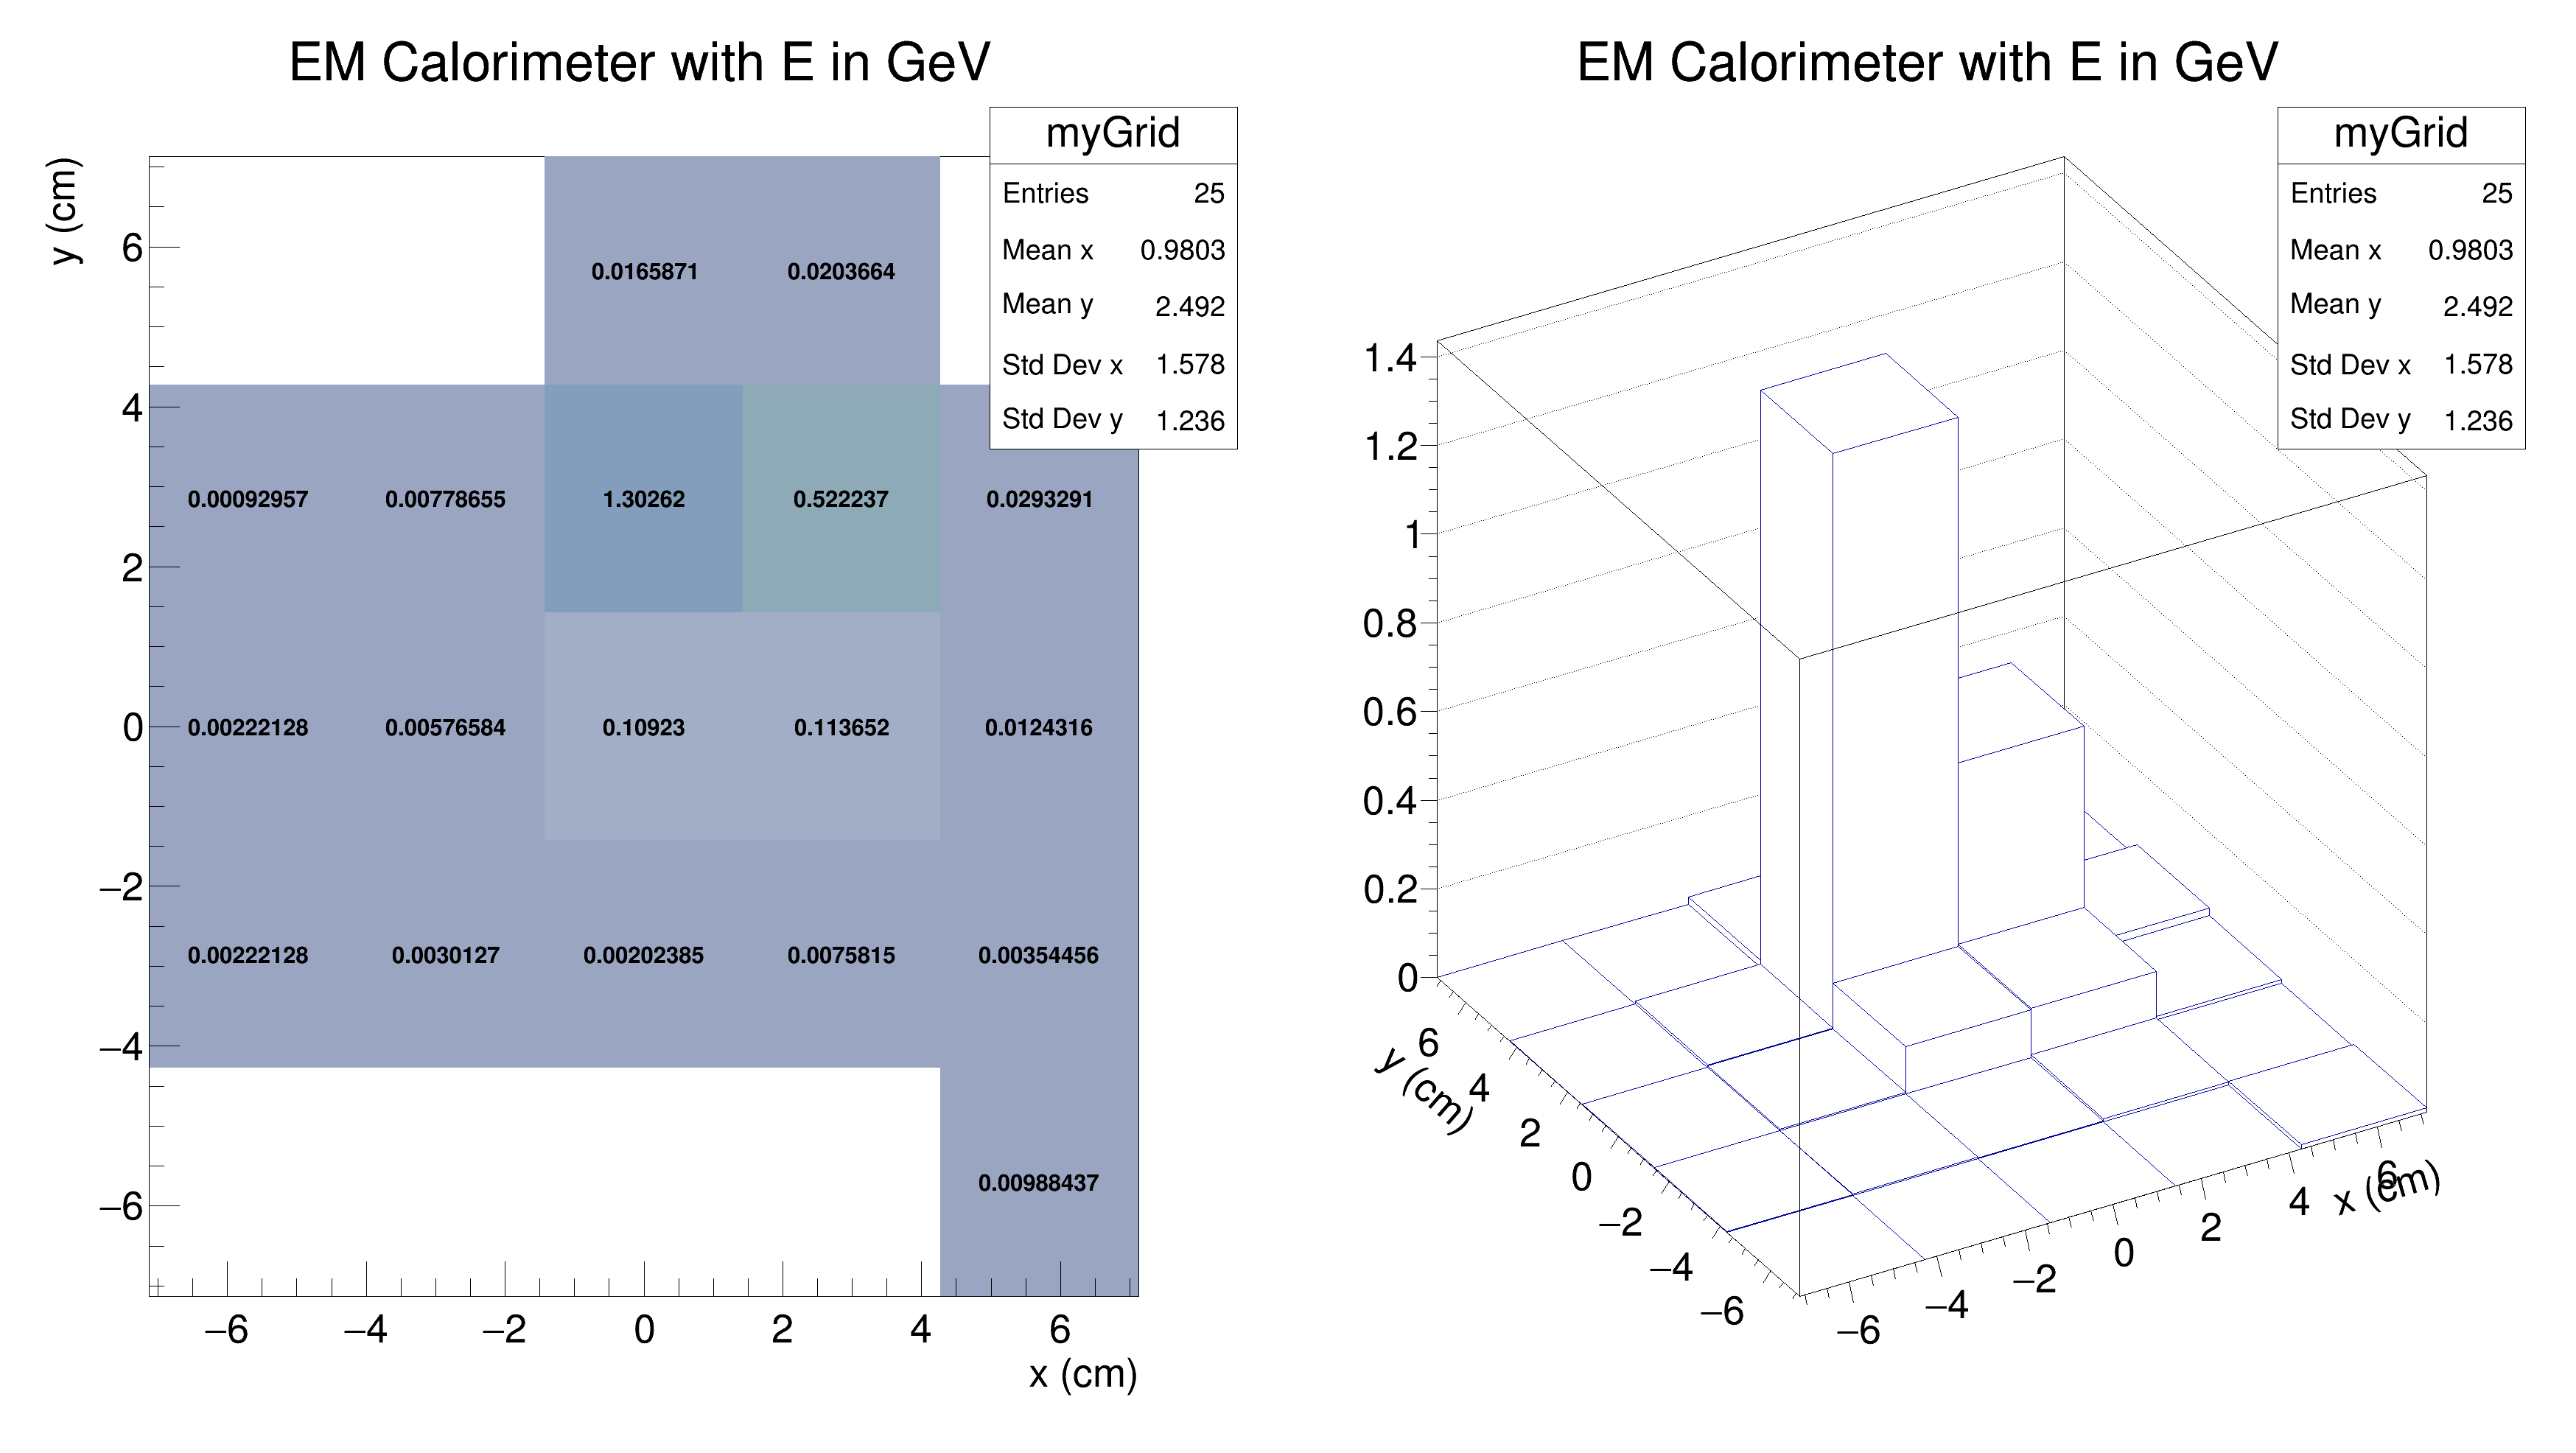 EM Calorimeter with E in GeV
myGrid
Entries 25
Mean x 0.9803
Mean y 2.492
Std Dev x 1.578
Std Dev y 1.236
y (cm)
6
4
2
0
−2
−4
−6
0.0165871 0.0203664
0.00092957 0.00778655 1.30262 0.522237 0.0293291
0.00222128 0.00576584 0.10923 0.113652 0.0124316
0.00222128 0.0030127 0.00202385 0.0075815 0.00354456
0.00988437
−6 −4 −2 0 2 4 6
x (cm)
EM Calorimeter with E in GeV
myGrid
Entries 25
Mean x 0.9803
Mean y 2.492
Std Dev x 1.578
Std Dev y 1.236
1.4
1.2
1
0.8
0.6
0.4
0.2
0
6
4
2
0
−2
−4
−6
y (cm)
−6 −4 −2 0 2 4 6
x (cm)